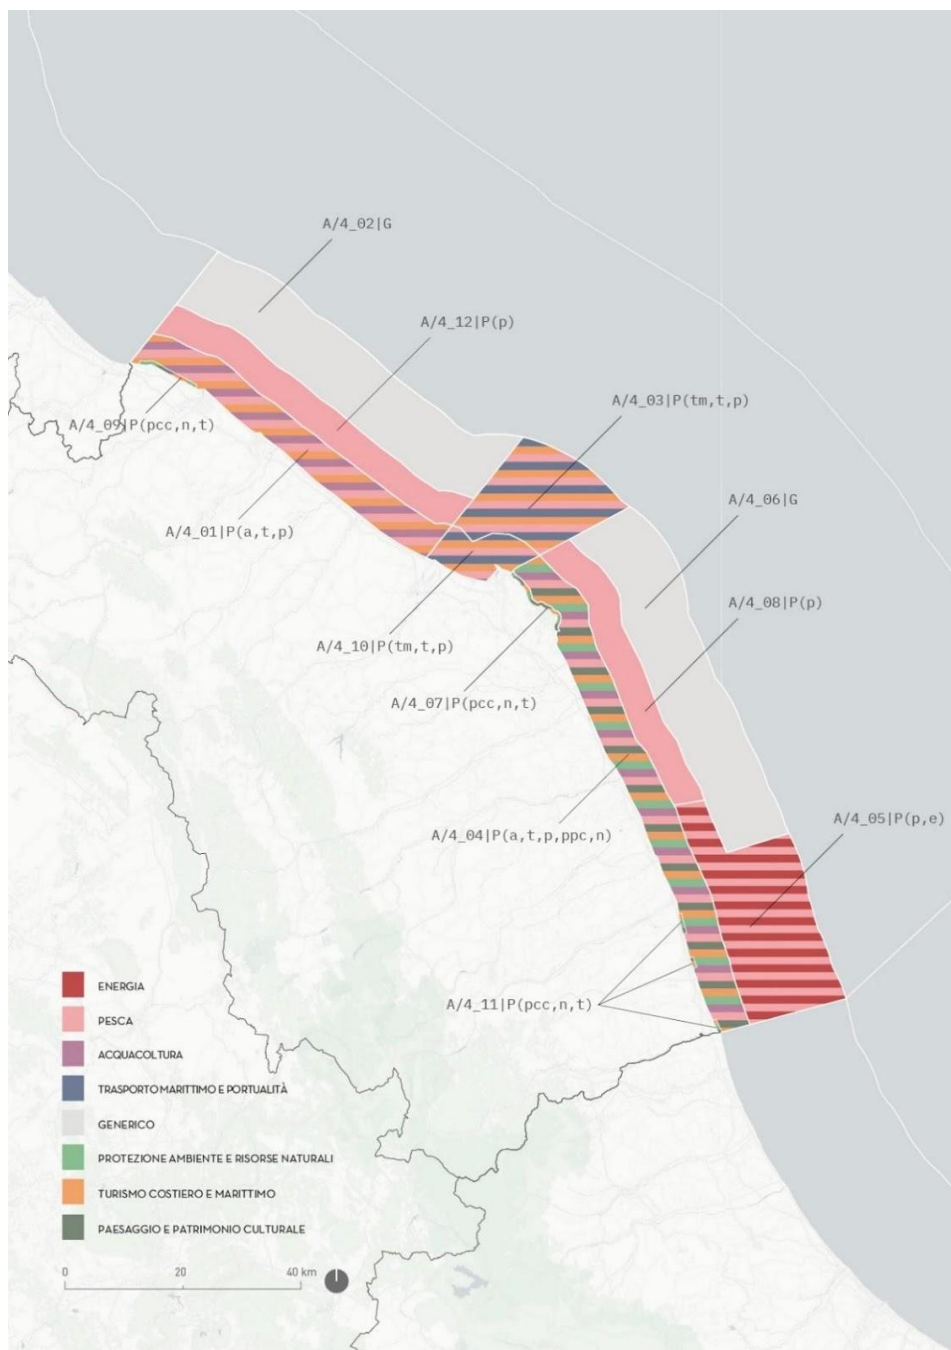 A/4_02|G
A/4_12|P(p)
A/4_03|P(tm,t,p)
A/4_09|P(pcc,n,t)
A/4_06|G
A/4_01|P(a,t,p)
A/4_08|P(p)
A/4_10|P(tm,t,p)
A/4_07|P(pcc,n,t)
A/4_05|P(p,e)
A/4_04|P(a,t,p,ppc,n)
A/4_11|P(pcc,n,t)
ENERGIA
PESCA
ACQUACOLTURA
TRASPORTO MARITTIMO E PORTUALITÀ
GENERICO
PROTEZIONE AMBIENTE E RISORSE NATURALI
TURISMO COSTIERO E MARITTIMO
PAESAGGIO E PATRIMONIO CULTURALE
0 20 40 km